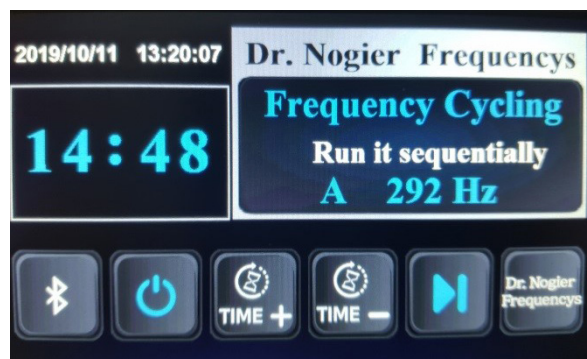 2019/10/11 13:20:07
Dr. Nogier Frequencys
14:48
Frequency Cycling
Run it sequentially
A 292 Hz
TIME +
TIME -
Dr. Nogier
Frequencys